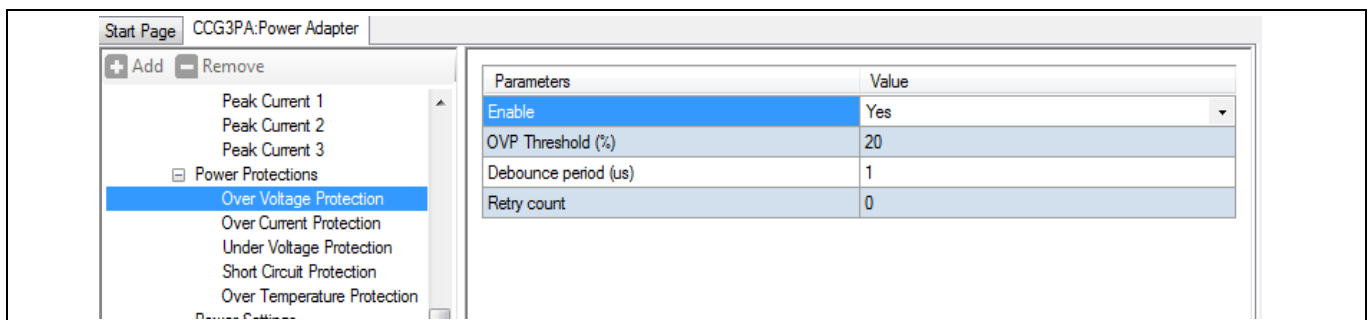 Start Page CCG3PA:Power Adapter
Add Remove
Peak Current 1
Peak Current 2
Peak Current 3
Power Protections
Over Voltage Protection
Over Current Protection
Under Voltage Protection
Short Circuit Protection
Over Temperature Protection
Power Settings
Parameters Value
Enable Yes
OVP Threshold (%) 20
Debounce period (us) 1
Retry count 0